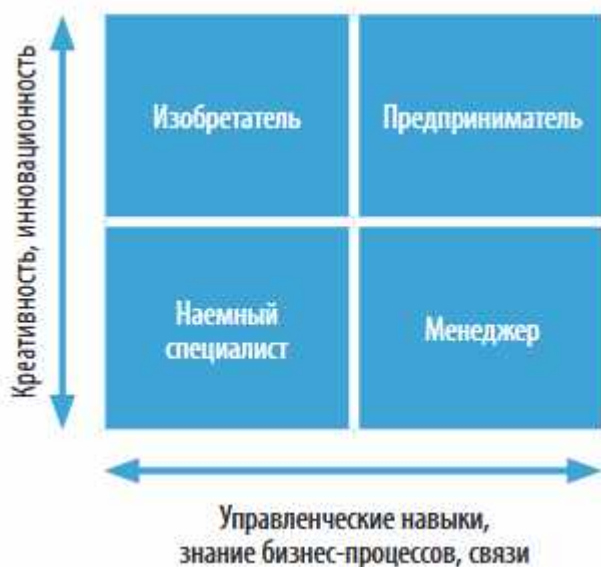 Креативность, инновационность
Изобретатель
Предприниматель
Наемный
специалист
Менеджер
Управленческие навыки,
знание бизнес-процессов, связи